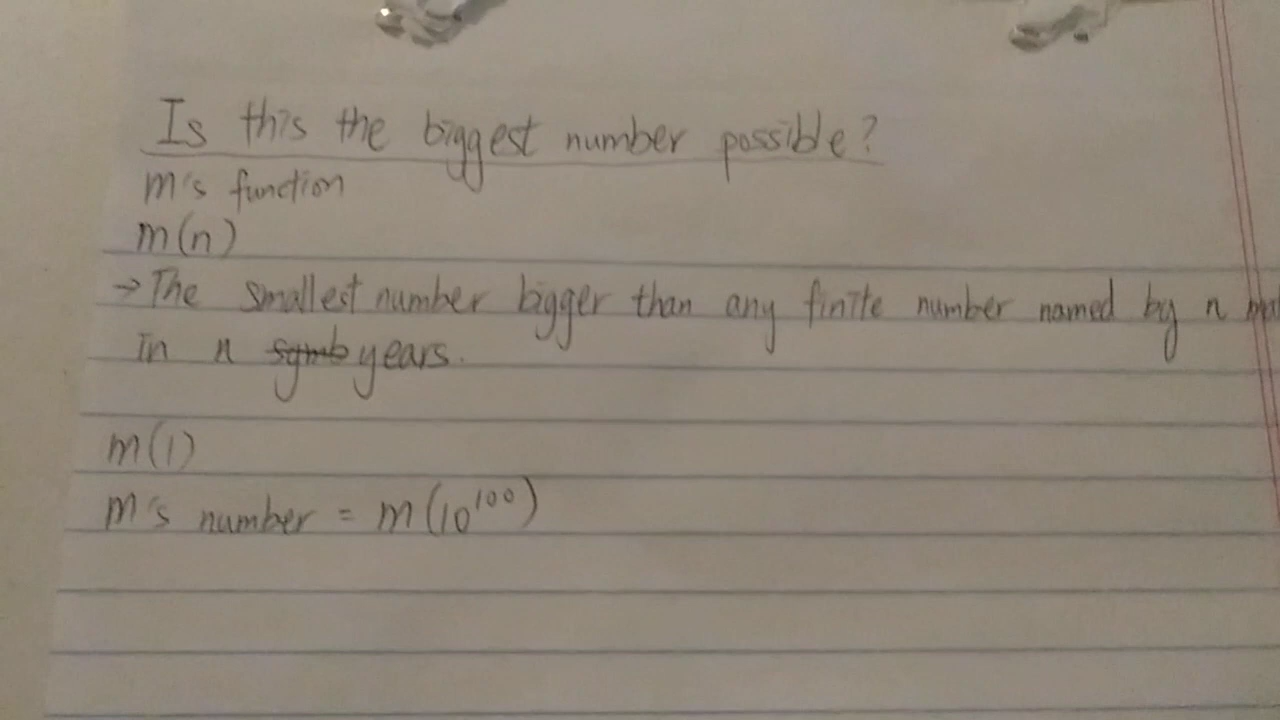 Is this the biggest number possible?
m's function
m(n)
→The smallest number bigger than any finite number named by n
in n symb years.
m(1)
m's number = m(10¹⁰⁰)